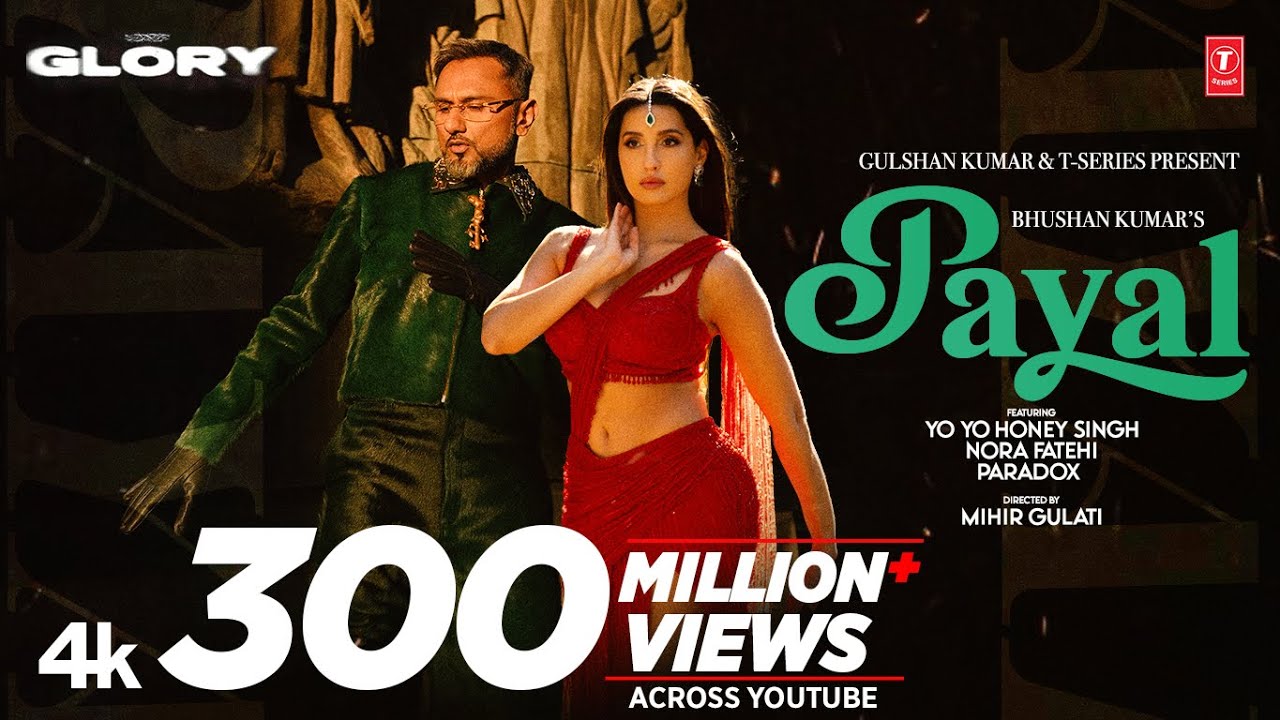 GLORY
T
SERIES
GULSHAN KUMAR & T-SERIES PRESENT
BHUSHAN KUMAR'S
Payal
FEATURING
YO YO HONEY SINGH
NORA FATEHI
PARADOX
DIRECTED BY
MIHIR GULATI
4k
300
MILLION+
VIEWS
ACROSS YOUTUBE